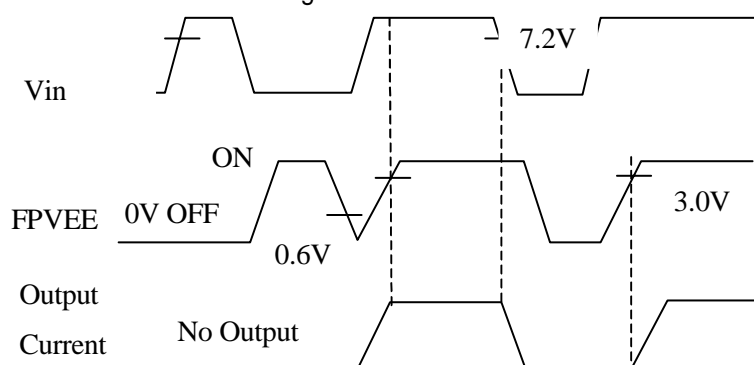 7.2V
Vin
ON
FPVEE 0V OFF
3.0V
0.6V
Output
Current
No Output